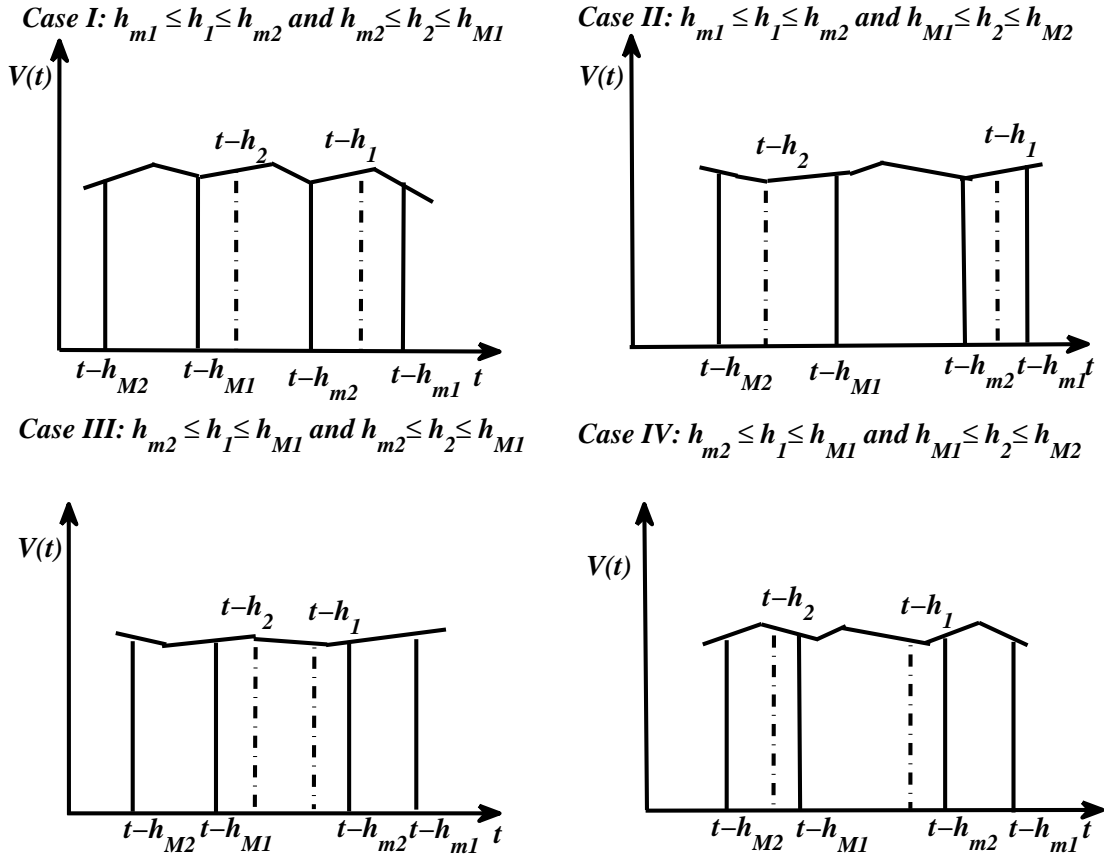 Case I: h_m1 ≤ h_1 ≤ h_m2 and h_m2 ≤ h_2 ≤ h_M1
V(t)
t−h_2
t−h_1
t−h_M2
t−h_M1
t−h_m2
t−h_m1
t
Case II: h_m1 ≤ h_1 ≤ h_m2 and h_M1 ≤ h_2 ≤ h_M2
V(t)
t−h_2
t−h_1
t−h_M2
t−h_M1
t−h_m2
t−h_m1
t
Case III: h_m2 ≤ h_1 ≤ h_M1 and h_m2 ≤ h_2 ≤ h_M1
V(t)
t−h_2
t−h_1
t−h_M2
t−h_M1
t−h_m2
t−h_m1
t
Case IV: h_m2 ≤ h_1 ≤ h_M1 and h_M1 ≤ h_2 ≤ h_M2
V(t)
t−h_2
t−h_1
t−h_M2
t−h_M1
t−h_m2
t−h_m1
t